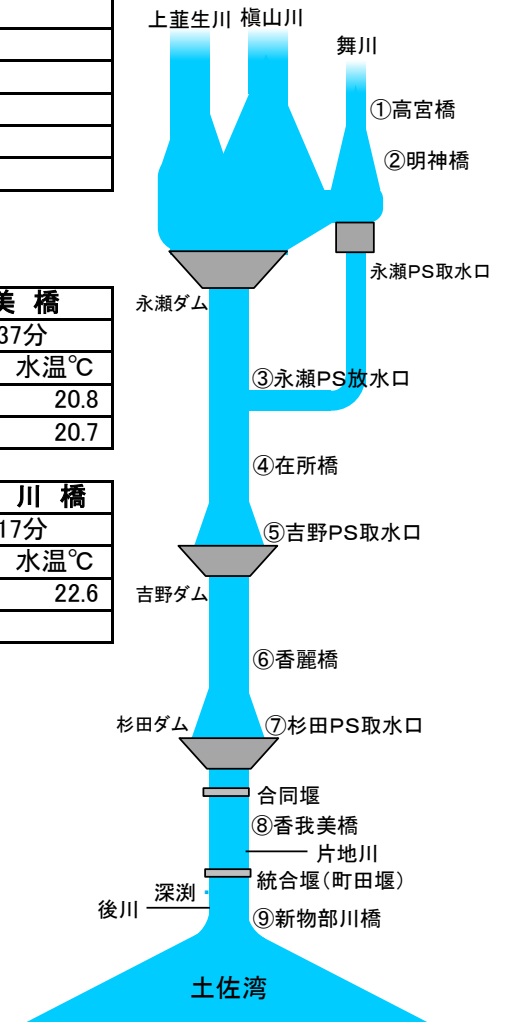 上韮生川
槇山川
舞川
①高宮橋
②明神橋
永瀬PS取水口
永瀬ダム
美 橋
37分
水温℃
20.8
20.7
③永瀬PS放水口
④在所橋
川 橋
17分
水温℃
22.6
⑤吉野PS取水口
吉野ダム
⑥香麗橋
杉田ダム
⑦杉田PS取水口
合同堰
⑧香我美橋
片地川
統合堰(町田堰)
深渕
後川
⑨新物部川橋
土佐湾